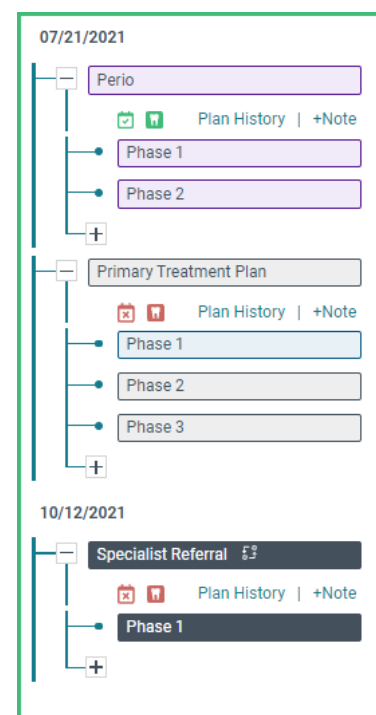 07/21/2021
Perio
Plan History | +Note
Phase 1
Phase 2
Primary Treatment Plan
Plan History | +Note
Phase 1
Phase 2
Phase 3
10/12/2021
Specialist Referral
Plan History | +Note
Phase 1